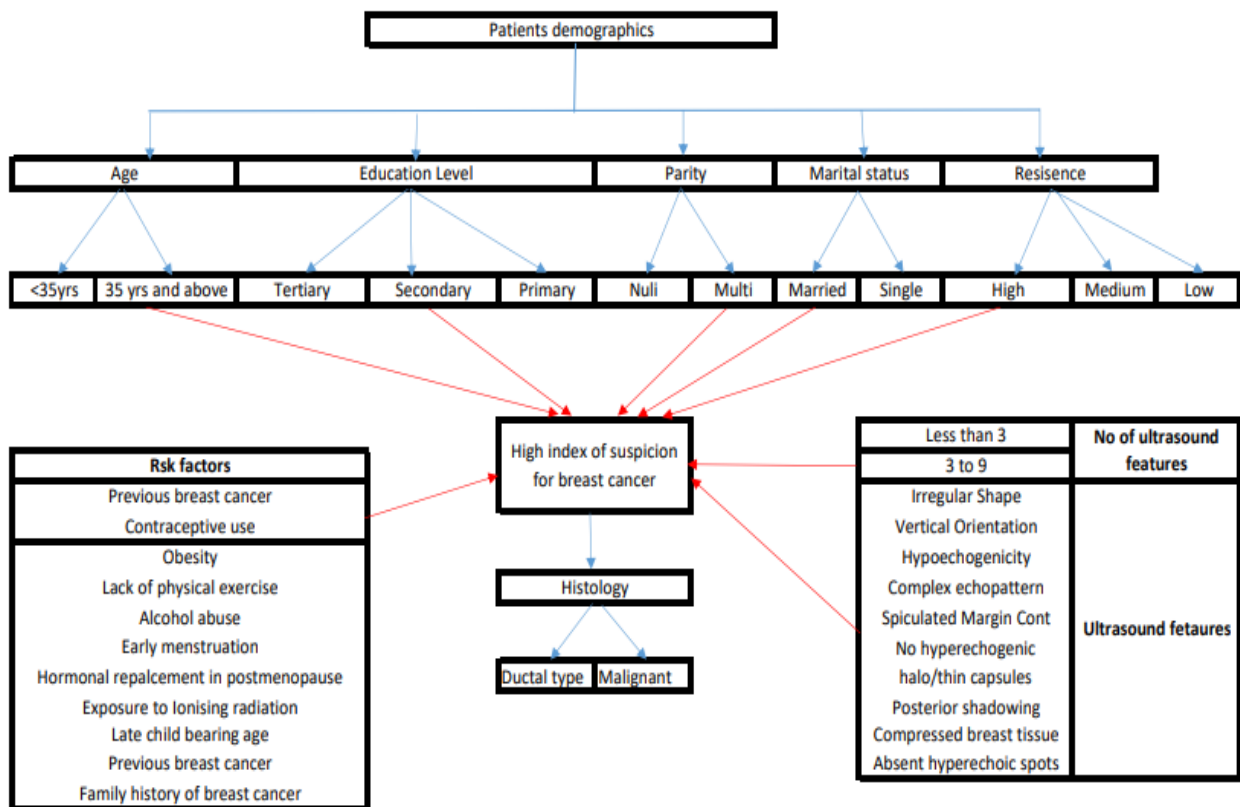 Patients demographics
Age
Education Level
Parity
Marital status
Resisence
<35yrs
35 yrs and above
Tertiary
Secondary
Primary
Nuli
Multi
Married
Single
High
Medium
Low
High index of suspicion
for breast cancer
Histology
Ductal type
Malignant
Rsk factors
Previous breast cancer
Contraceptive use
Obesity
Lack of physical exercise
Alcohol abuse
Early menstruation
Hormonal repalcement in postmenopause
Exposure to Ionising radiation
Late child bearing age
Previous breast cancer
Family history of breast cancer
Less than 3
3 to 9
No of ultrasound
features
Irregular Shape
Vertical Orientation
Hypoechogenicity
Complex echopattern
Spiculated Margin Cont
No hyperechogenic
halo/thin capsules
Posterior shadowing
Compressed breast tissue
Absent hyperechoic spots
Ultrasound fetaures